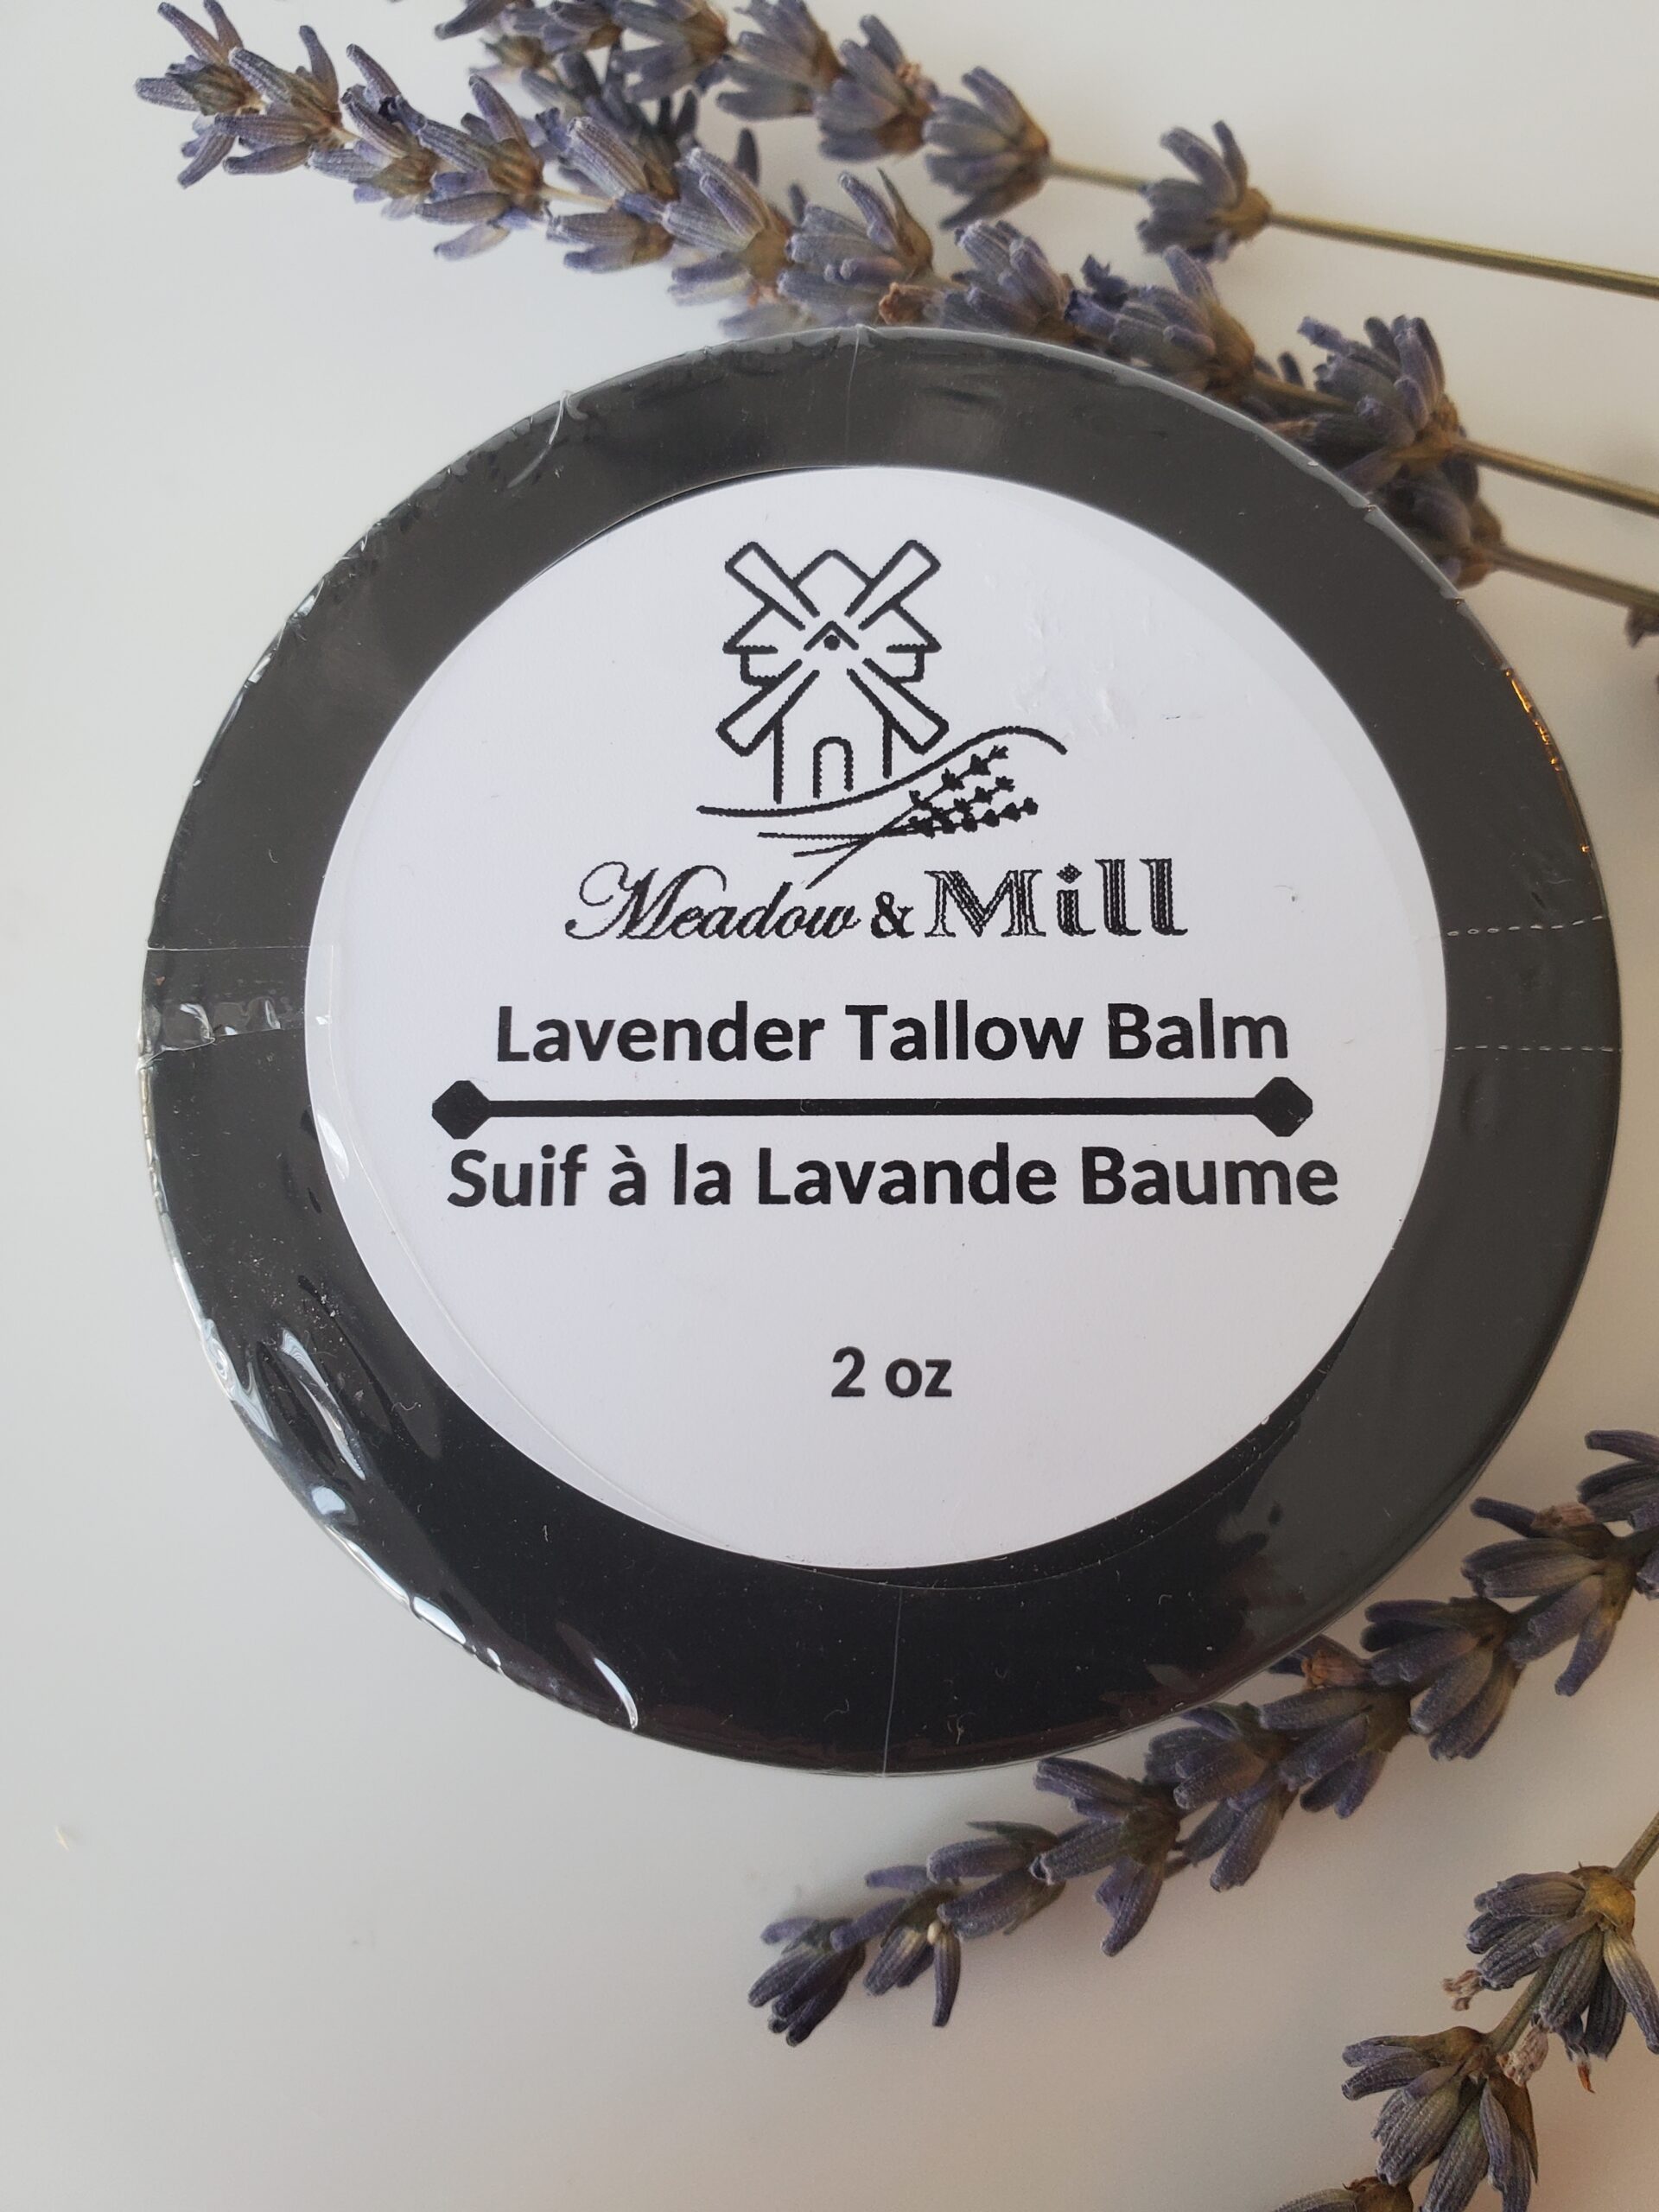 Meadow & Mill
Lavender Tallow Balm
Suif à la Lavande Baume
2 oz